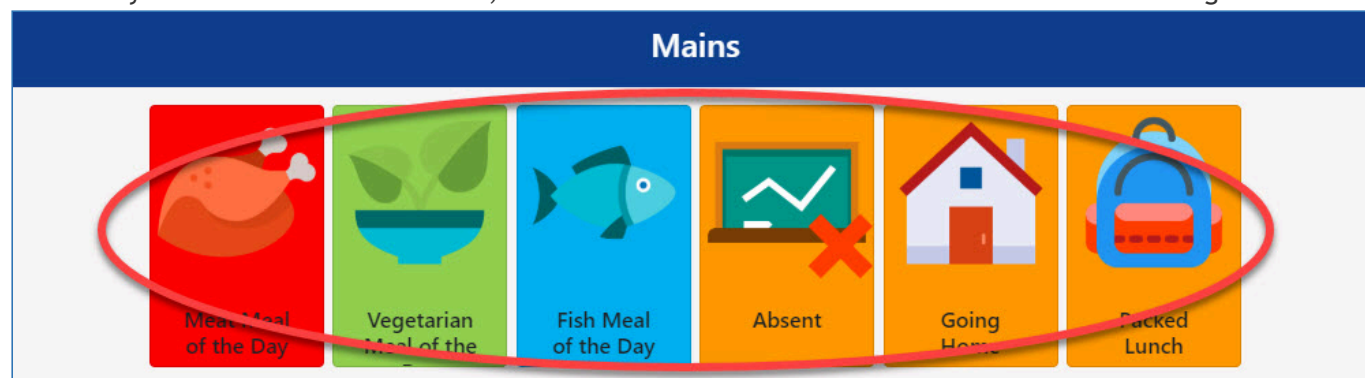 Mains
Meat Meal
of the Day
Vegetarian
Meal of the
Fish Meal
of the Day
Absent
Going
Home
Packed
Lunch